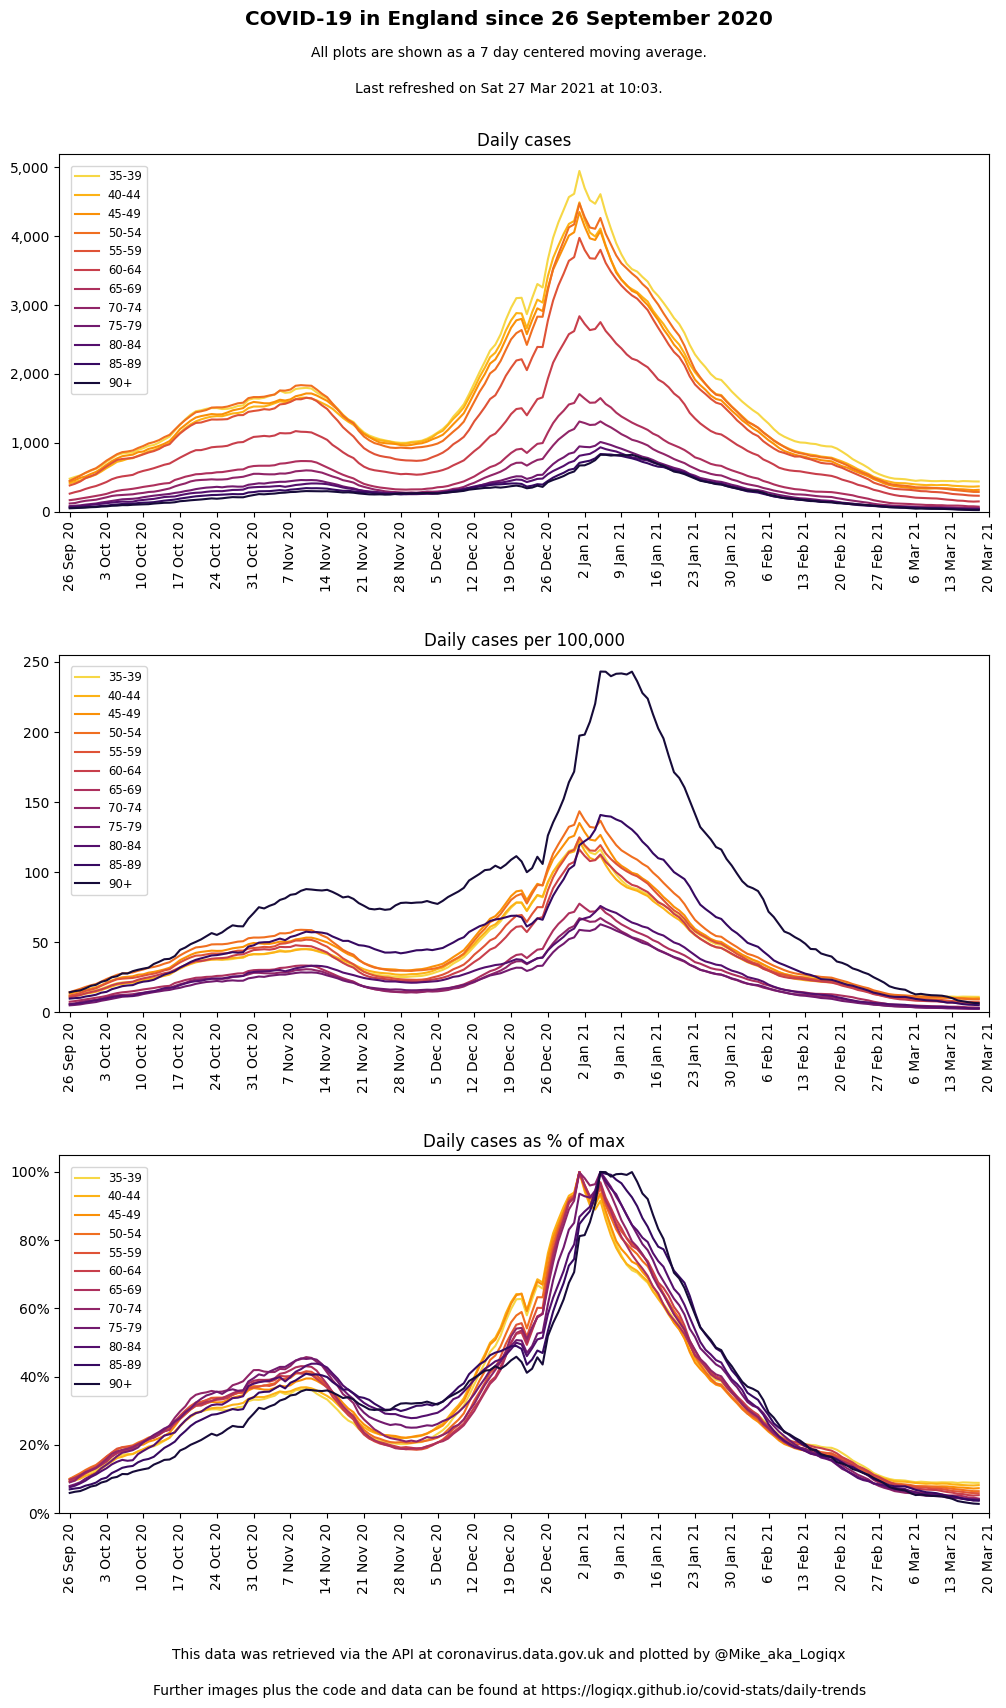 COVID-19 in England since 26 September 2020
All plots are shown as a 7 day centered moving average.
Last refreshed on Sat 27 Mar 2021 at 10:03.
Daily cases
5,000
4,000
3,000
2,000
1,000
0
35-39
40-44
45-49
50-54
55-59
60-64
65-69
70-74
75-79
80-84
85-89
90+
26 Sep 20
3 Oct 20
10 Oct 20
17 Oct 20
24 Oct 20
31 Oct 20
7 Nov 20
14 Nov 20
21 Nov 20
28 Nov 20
5 Dec 20
12 Dec 20
19 Dec 20
26 Dec 20
2 Jan 21
9 Jan 21
16 Jan 21
23 Jan 21
30 Jan 21
6 Feb 21
13 Feb 21
20 Feb 21
27 Feb 21
6 Mar 21
13 Mar 21
20 Mar 21
Daily cases per 100,000
250
200
150
100
50
0
35-39
40-44
45-49
50-54
55-59
60-64
65-69
70-74
75-79
80-84
85-89
90+
26 Sep 20
3 Oct 20
10 Oct 20
17 Oct 20
24 Oct 20
31 Oct 20
7 Nov 20
14 Nov 20
21 Nov 20
28 Nov 20
5 Dec 20
12 Dec 20
19 Dec 20
26 Dec 20
2 Jan 21
9 Jan 21
16 Jan 21
23 Jan 21
30 Jan 21
6 Feb 21
13 Feb 21
20 Feb 21
27 Feb 21
6 Mar 21
13 Mar 21
20 Mar 21
Daily cases as % of max
100%
80%
60%
40%
20%
0%
35-39
40-44
45-49
50-54
55-59
60-64
65-69
70-74
75-79
80-84
85-89
90+
26 Sep 20
3 Oct 20
10 Oct 20
17 Oct 20
24 Oct 20
31 Oct 20
7 Nov 20
14 Nov 20
21 Nov 20
28 Nov 20
5 Dec 20
12 Dec 20
19 Dec 20
26 Dec 20
2 Jan 21
9 Jan 21
16 Jan 21
23 Jan 21
30 Jan 21
6 Feb 21
13 Feb 21
20 Feb 21
27 Feb 21
6 Mar 21
13 Mar 21
20 Mar 21
This data was retrieved via the API at coronavirus.data.gov.uk and plotted by @Mike_aka_Logiqx
Further images plus the code and data can be found at https://logiqx.github.io/covid-stats/daily-trends